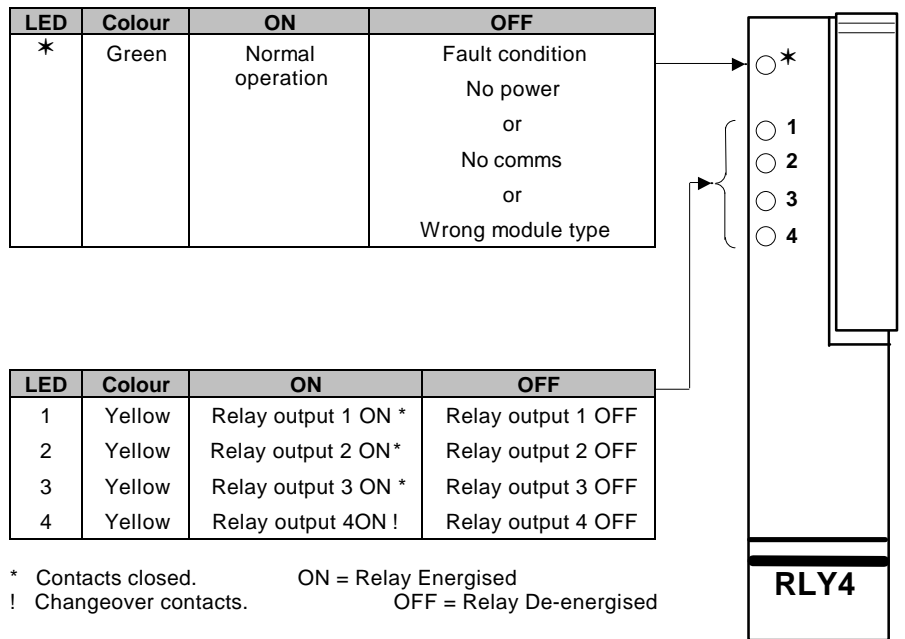 LED Colour ON OFF
✶ Green Normal operation Fault condition
No power
or
No comms
or
Wrong module type
✶
1
2
3
4
LED Colour ON OFF
1 Yellow Relay output 1 ON * Relay output 1 OFF
2 Yellow Relay output 2 ON* Relay output 2 OFF
3 Yellow Relay output 3 ON * Relay output 3 OFF
4 Yellow Relay output 4ON ! Relay output 4 OFF
* Contacts closed. ON = Relay Energised
! Changeover contacts. OFF = Relay De-energised
RLY4